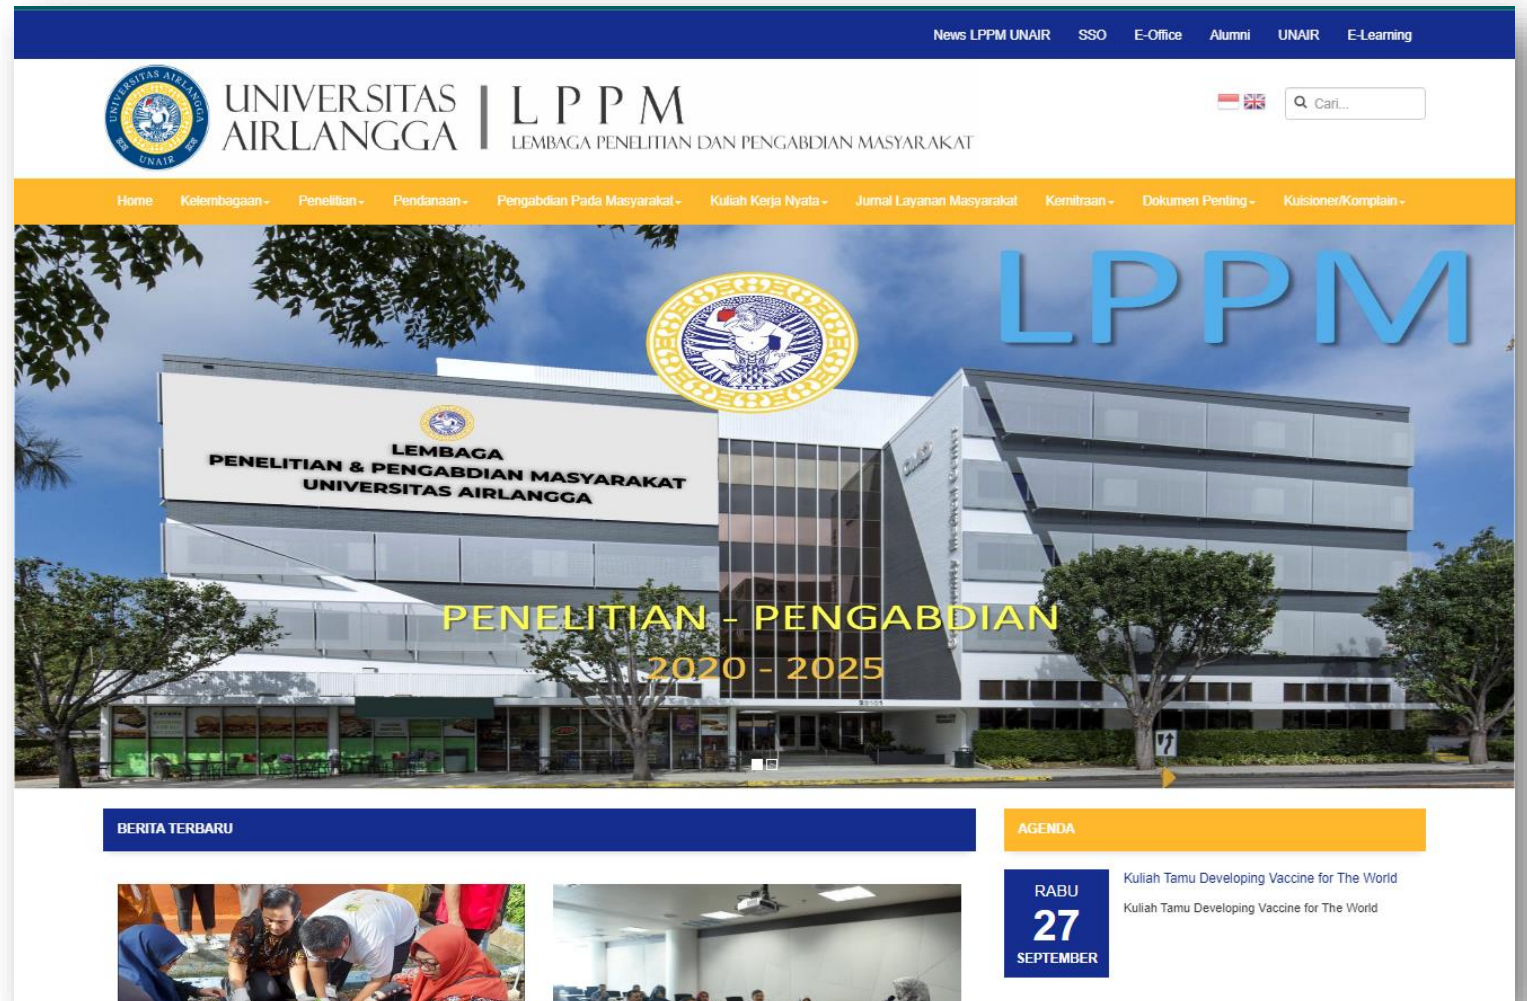 News LPPM UNAIR SSO E-Office Alumni UNAIR E-Learning
UNIVERSITAS AIRLANGGA
UNAIR
UNIVERSITAS
AIRLANGGA
LPPM
LEMBAGA PENELITIAN DAN PENGABDIAN MASYARAKAT
Cari...
Home Kelembagaan Penelitian Pendanaan Pengabdian Pada Masyarakat Kuliah Kerja Nyata Jurnal Layanan Masyarakat Kemitraan Dokumen Penting Kuisioner/Komplain
LPPM
LEMBAGA
PENELITIAN & PENGABDIAN MASYARAKAT
UNIVERSITAS AIRLANGGA
PENELITIAN - PENGABDIAN
2020 - 2025
BERITA TERBARU
AGENDA
RABU
27
SEPTEMBER
Kuliah Tamu Developing Vaccine for The World
Kuliah Tamu Developing Vaccine for The World